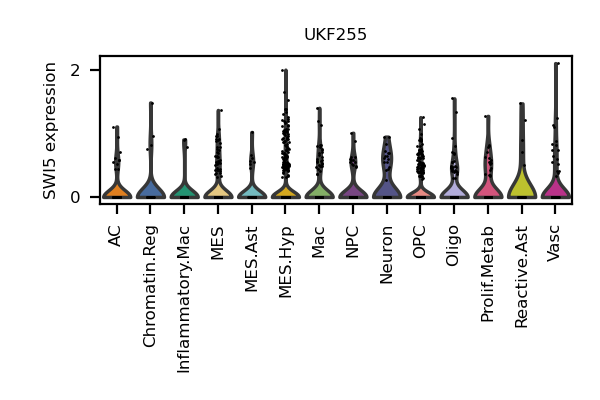 UKF255
SWI5 expression
2
0
AC
Chromatin.Reg
Inflammatory.Mac
MES
MES.Ast
MES.Hyp
Mac
NPC
Neuron
OPC
Oligo
Prolif.Metab
Reactive.Ast
Vasc